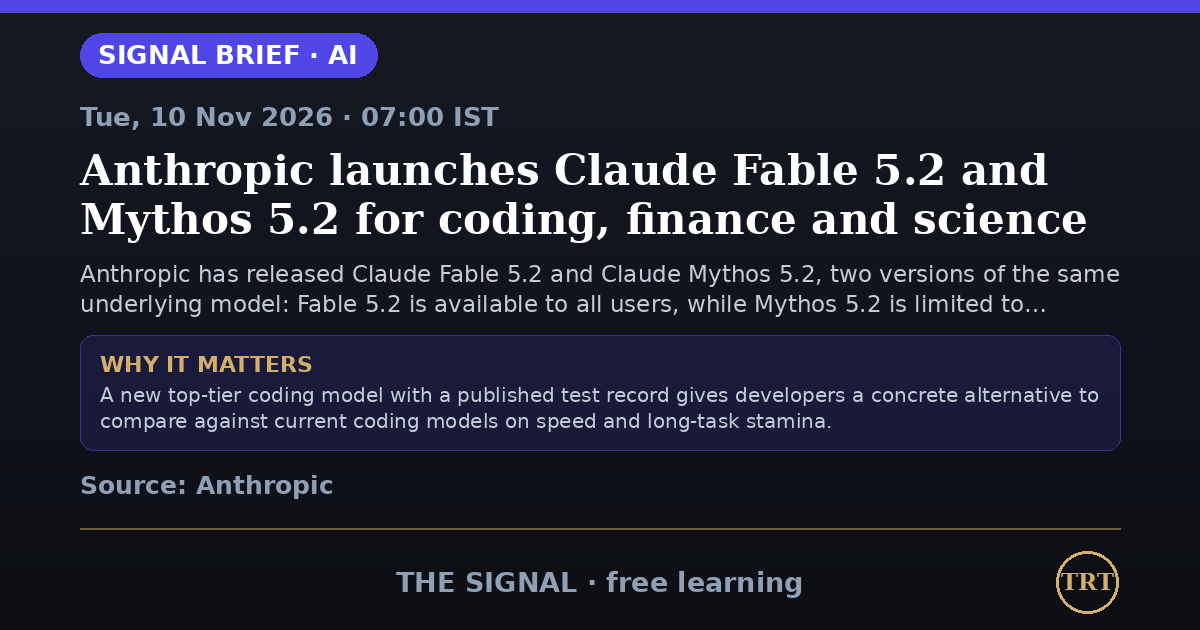 SIGNAL BRIEF · AI
Tue, 10 Nov 2026 · 07:00 IST
Anthropic launches Claude Fable 5.2 and
Mythos 5.2 for coding, finance and science
Anthropic has released Claude Fable 5.2 and Claude Mythos 5.2, two versions of the same
underlying model: Fable 5.2 is available to all users, while Mythos 5.2 is limited to...
WHY IT MATTERS
A new top-tier coding model with a published test record gives developers a concrete alternative to
compare against current coding models on speed and long-task stamina.
Source: Anthropic
THE SIGNAL · free learning
TRT